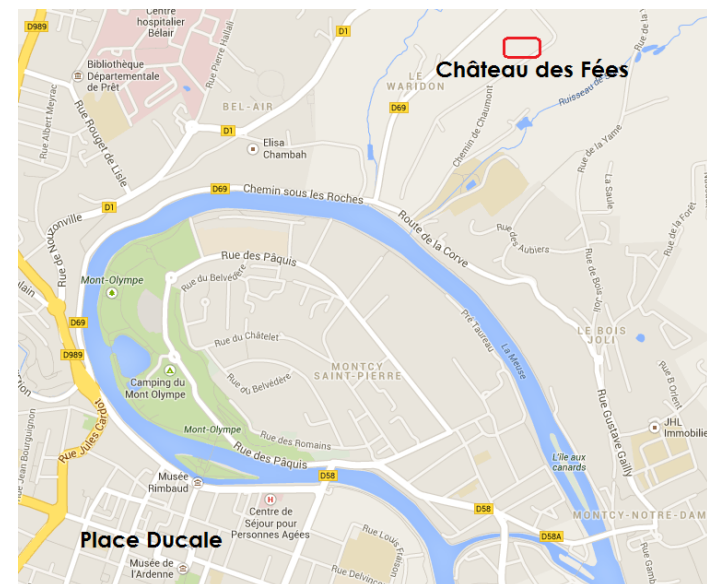 Centre
hospitalier
Bélair
D989
D1
Bibliothèque
Départementale
de Prêt
Rue Pierre Hallali
Rue Albert Meyrac
Rue Rouget de Lisle
BEL-AIR
D1
Elisa
Chambah
Château des Fées
LE
WARIDON
D69
Chemin de Chaumont
Rue de la Yame
La Saule
Rue de la Forêt
D69
Chemin sous les Roches
Route de la Corve
Rue des Aubiers
Rue de Bois Joli
D1
Rue de Nouzonville
Rue des Pâquis
Rue du Belvédère
Mont-Olympe
D69
D989
Rue du Châtelet
Pré Taureau
La Meuse
LE BOIS
JOLI
MONTCY
SAINT-PIERRE
Camping du
Mont Olympe
Rue du Belvédère
Rue B Orient
Rue Gustave Gailly
JHL
Immobilie
Rue Jean Bourguignon
Rue Jules Cardot
Mont-Olympe
Rue des Romains
Rue des Pâquis
L'île aux
canards
D58
Musée
Rimbaud
Centre de
Séjour pour
Personnes Agées
D58
D58A
MONTCY-NOTRE-DAM
Place Ducale
Musée de
l'Ardenne
Rue Louis Fraison
Rue Delvincourt